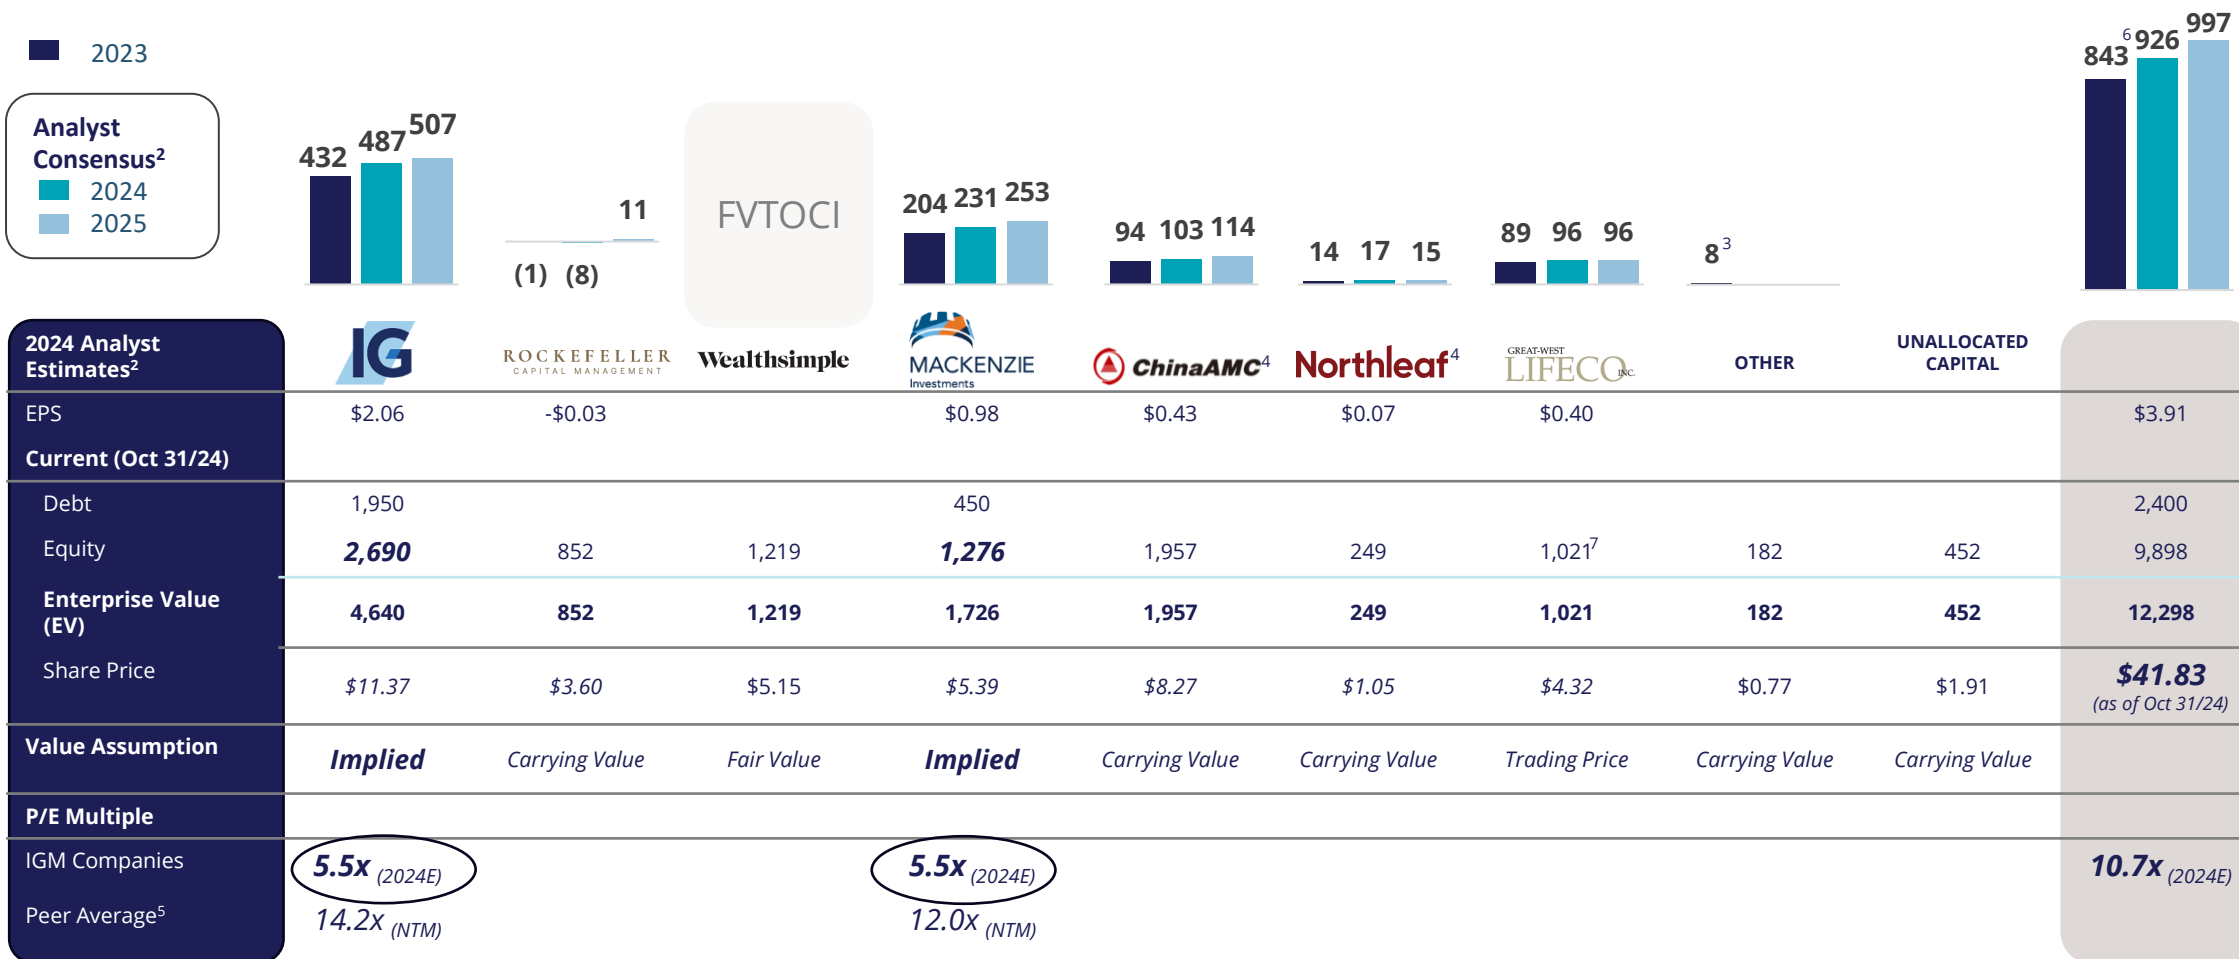 2023
Analyst
Consensus2
2024
2025
432 487 507
(1) (8) 11
FVTOCI
204 231 253
94 103 114
14 17 15
89 96 96
8 3
843 6 926 997
2024 Analyst
Estimates2
IG
ROCKEFELLER
CAPITAL MANAGEMENT
Wealthsimple
MACKENZIE
Investments
ChinaAMC4
Northleaf4
GREAT-WEST
LIFECO INC.
OTHER
UNALLOCATED
CAPITAL
EPS $2.06 -$0.03 $0.98 $0.43 $0.07 $0.40 $3.91
Current (Oct 31/24)
Debt 1,950 450 2,400
Equity 2,690 852 1,219 1,276 1,957 249 1,0217 182 452 9,898
Enterprise Value
(EV) 4,640 852 1,219 1,726 1,957 249 1,021 182 452 12,298
Share Price $11.37 $3.60 $5.15 $5.39 $8.27 $1.05 $4.32 $0.77 $1.91 $41.83
(as of Oct 31/24)
Value Assumption Implied Carrying Value Fair Value Implied Carrying Value Carrying Value Trading Price Carrying Value Carrying Value
P/E Multiple
IGM Companies 5.5x (2024E) 5.5x (2024E) 10.7x (2024E)
Peer Average5 14.2x (NTM) 12.0x (NTM)